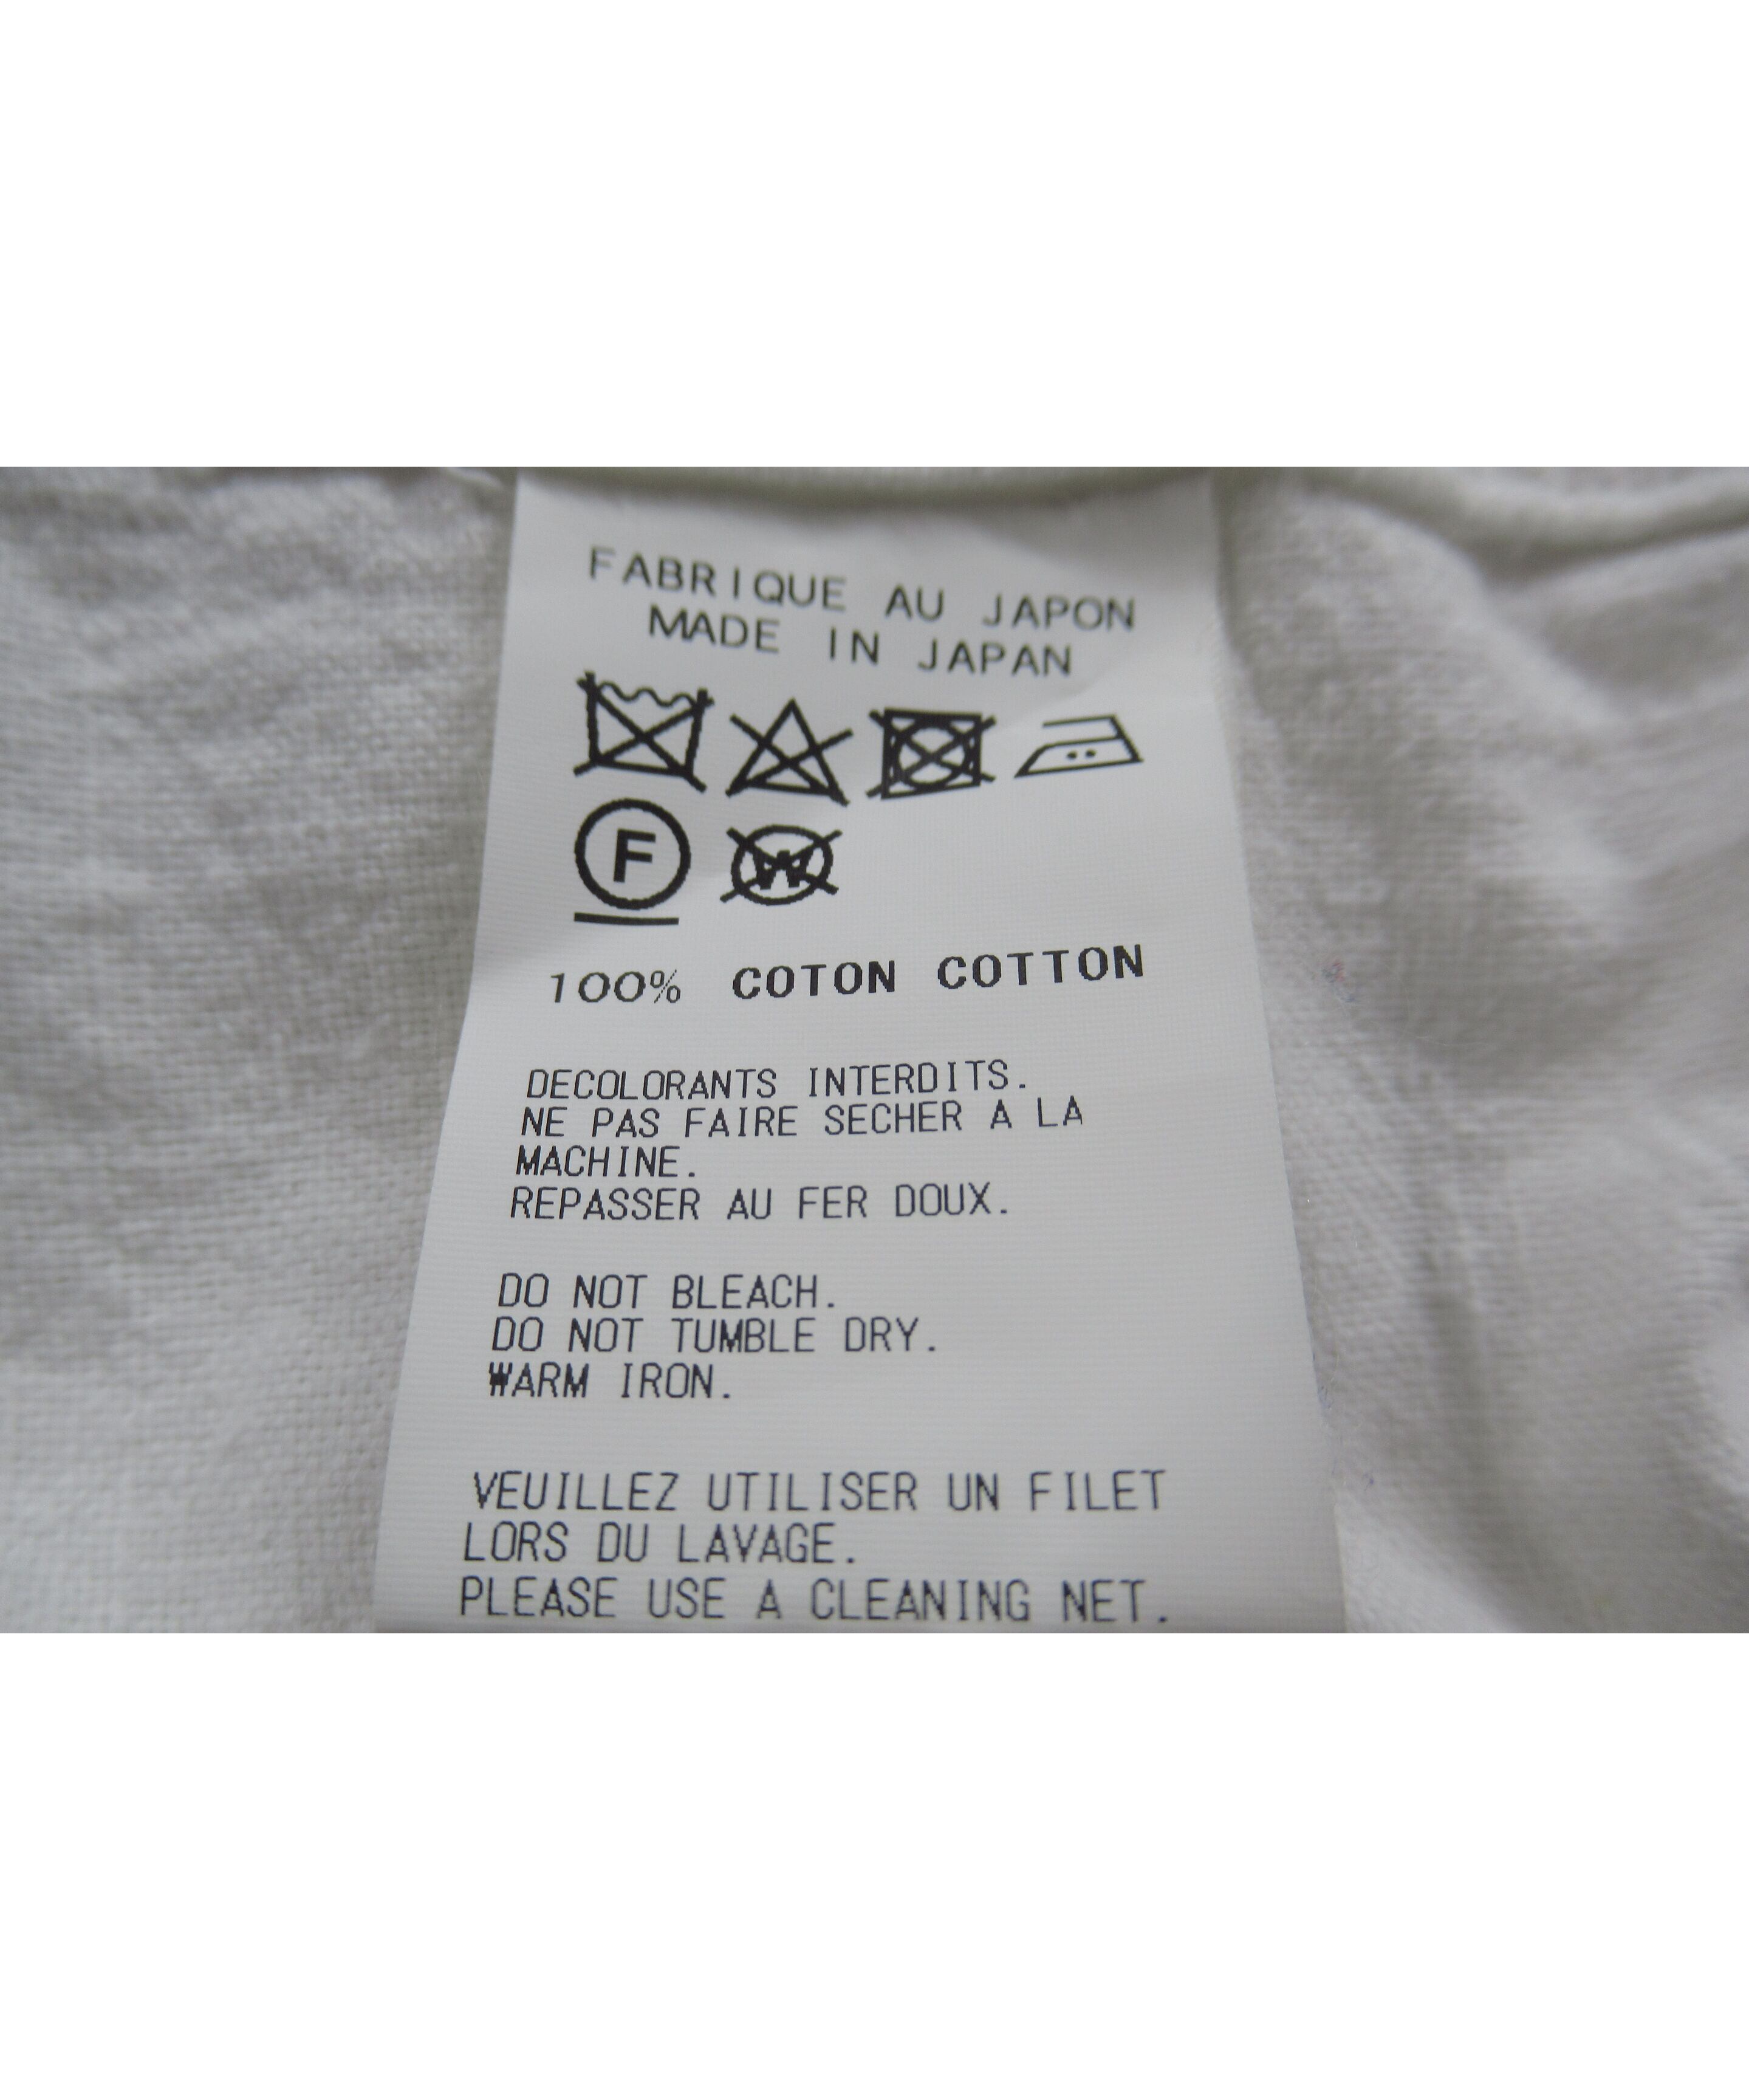 FABRIQUE AU JAPON
MADE IN JAPAN
F W
100% COTON COTTON
DECOLORANTS INTERDITS.
NE PAS FAIRE SECHER A LA
MACHINE.
REPASSER AU FER DOUX.
DO NOT BLEACH.
DO NOT TUMBLE DRY.
WARM IRON.
VEUILLEZ UTILISER UN FILET
LORS DU LAVAGE.
PLEASE USE A CLEANING NET.